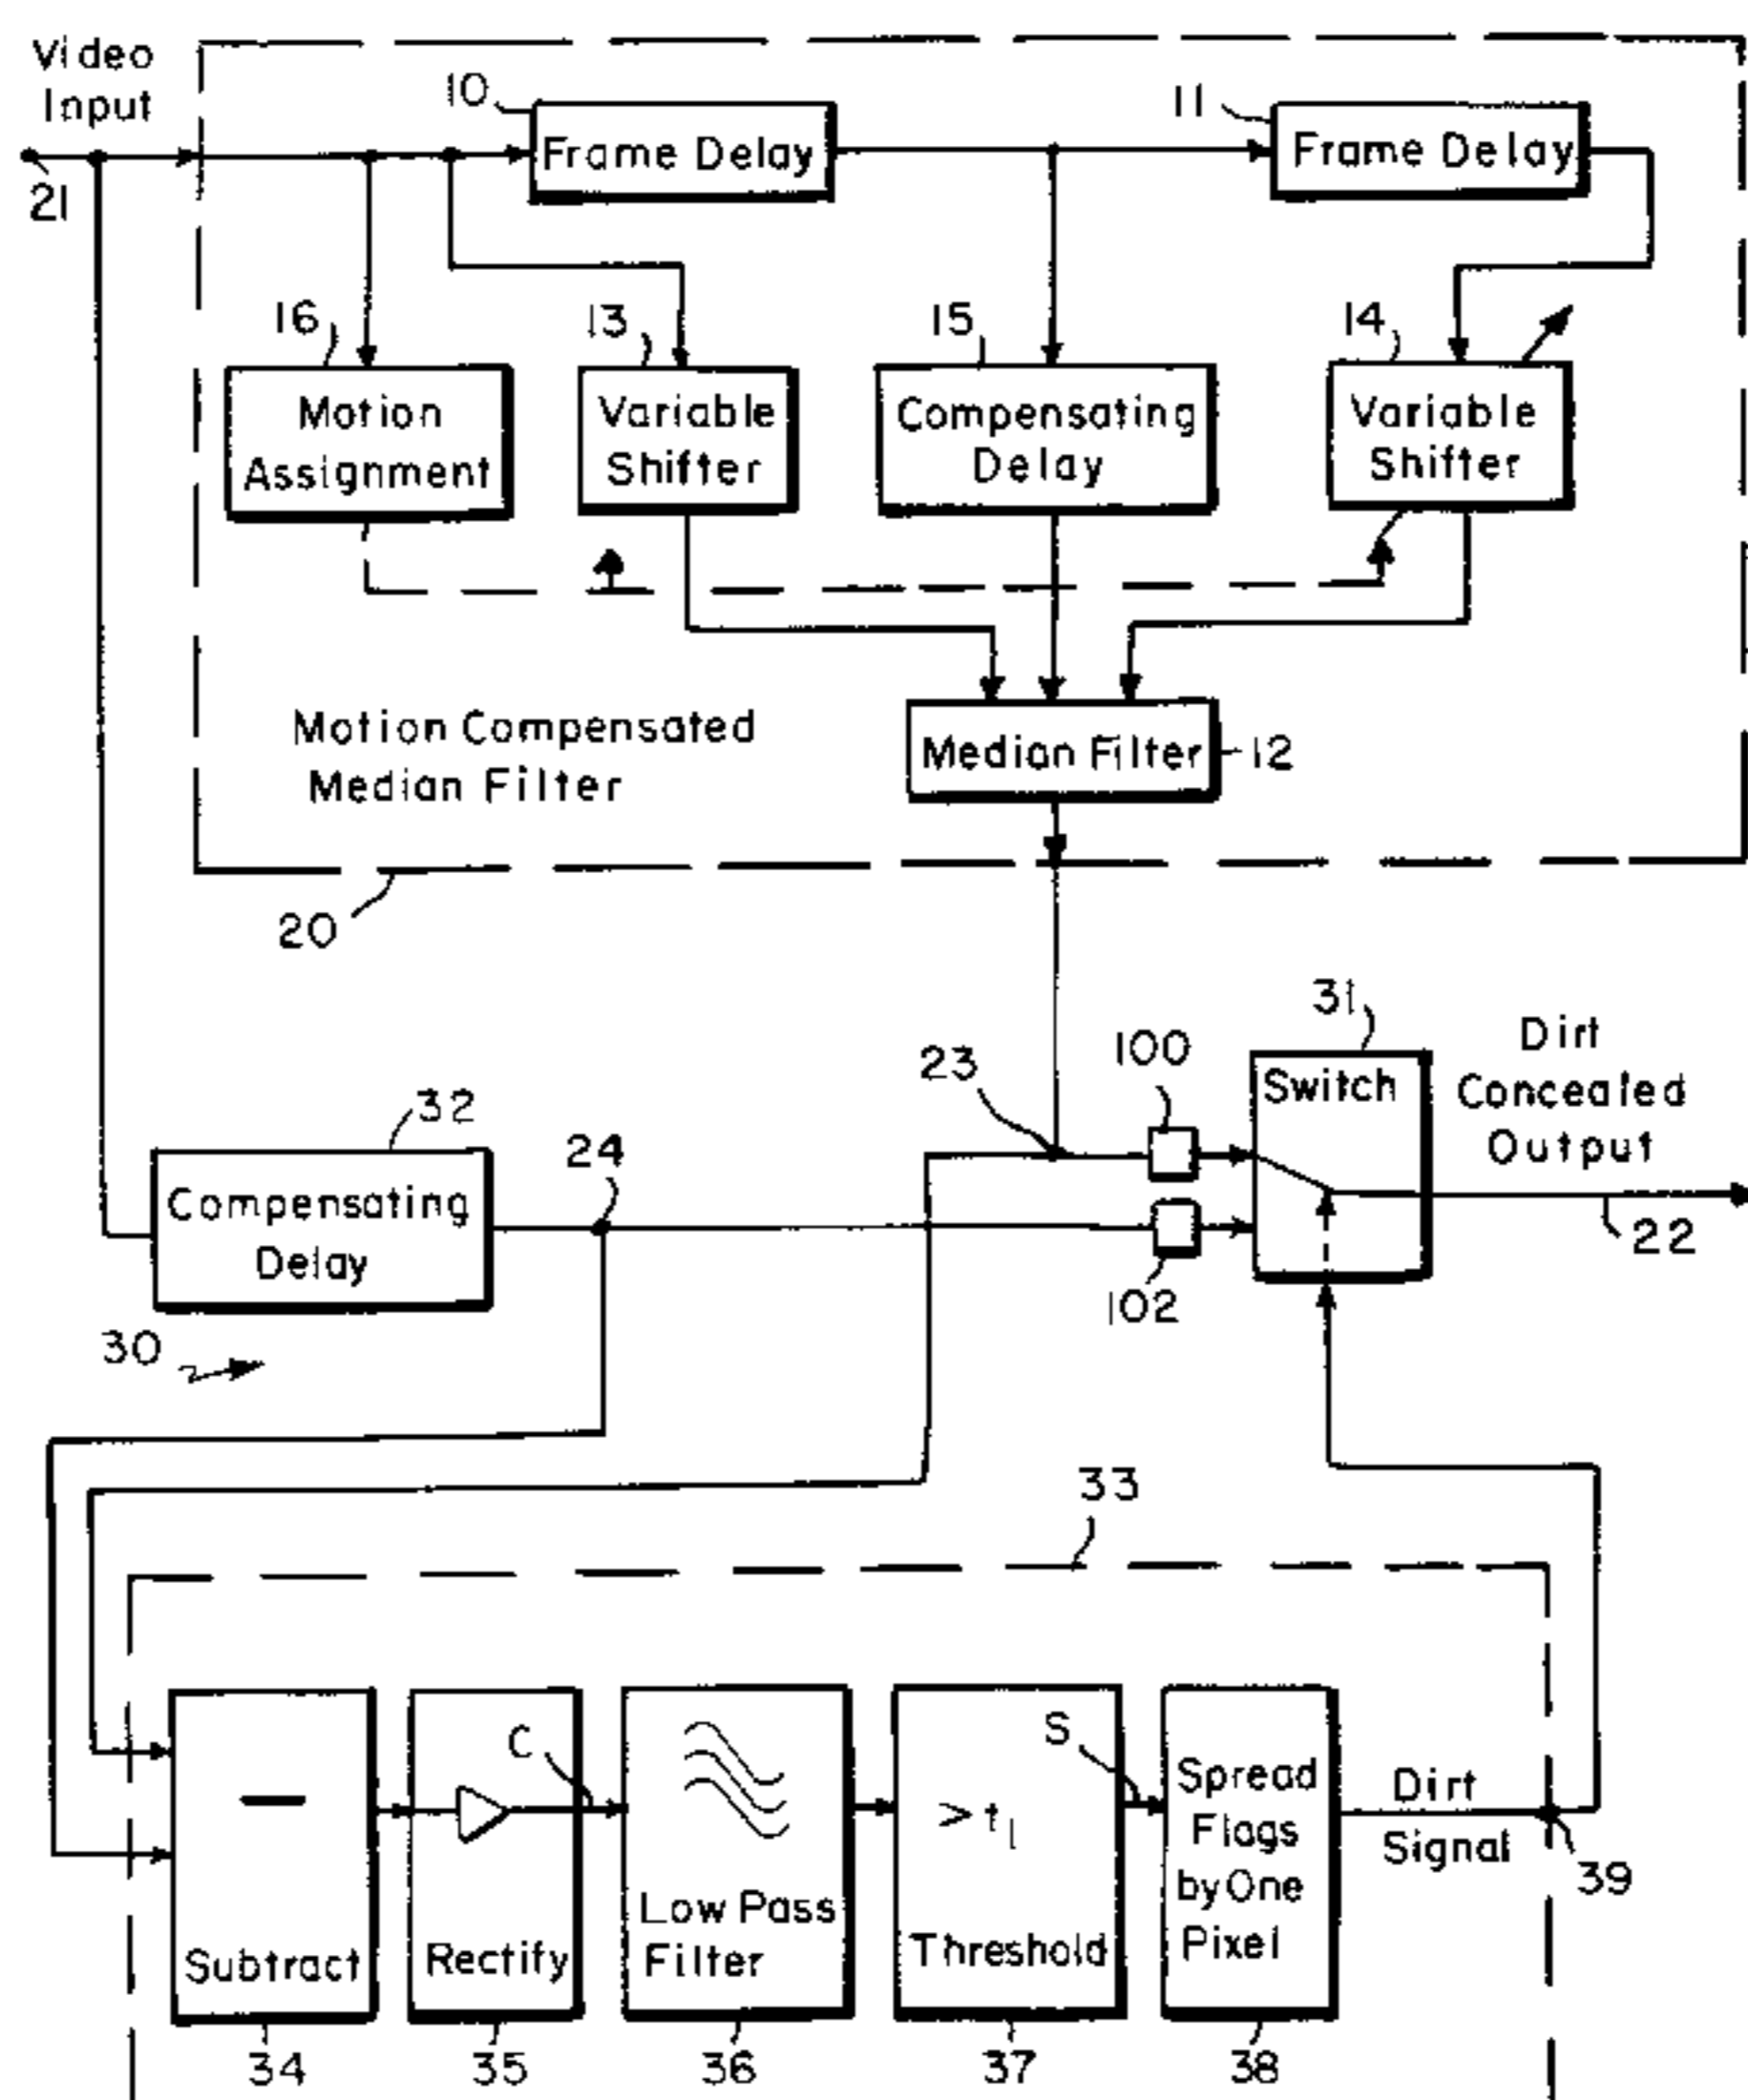 Video
Input
21
10
Frame Delay
11
Frame Delay
16
Motion
Assignment
13
Variable
Shifter
15
Compensating
Delay
14
Variable
Shifter
Motion Compensated
Median Filter
Median Filter
12
20
23
100
31
Switch
Dirt
Concealed
Output
32
Compensating
Delay
24
102
22
30
33
Subtract
C
Rectify
Low Pass
Filter
> t1
Threshold
S
Spread
Flags
by One
Pixel
Dirt
Signal
39
34
35
36
37
38